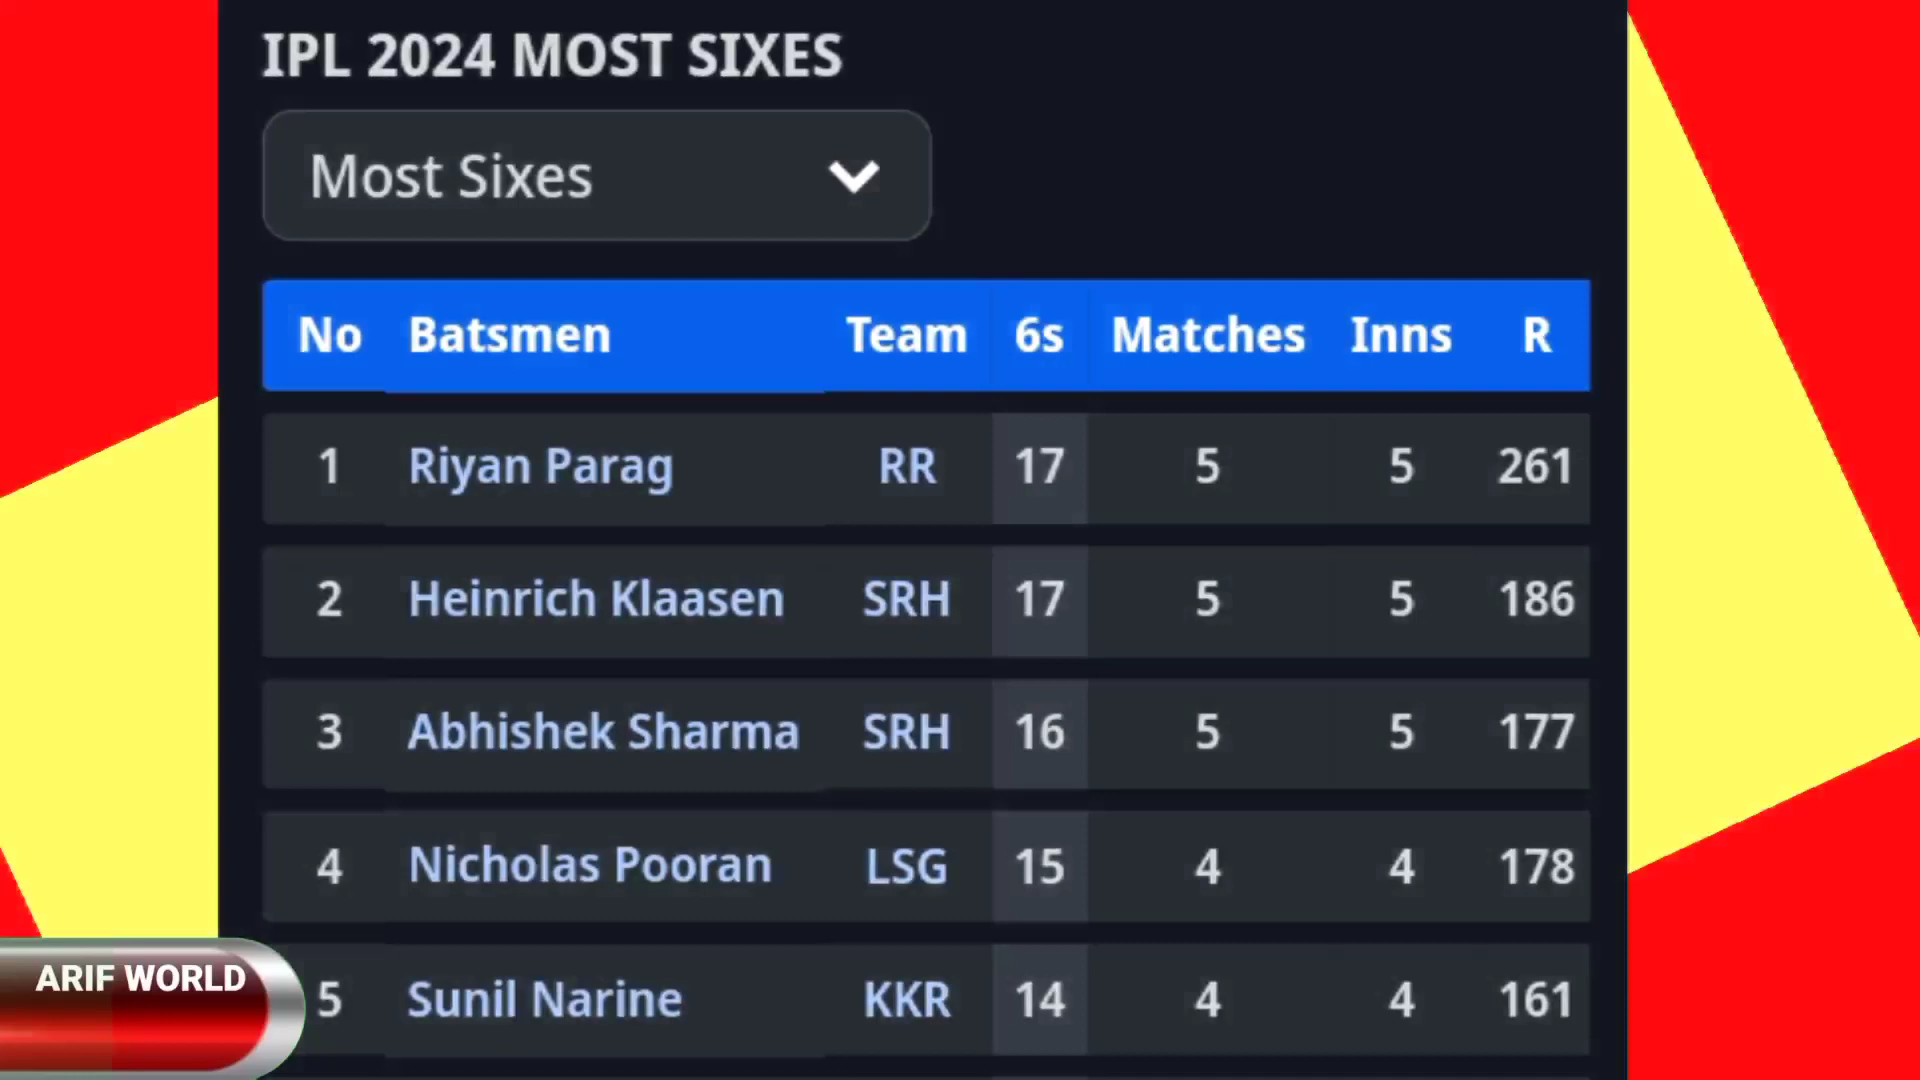 IPL 2024 MOST SIXES
Most Sixes
No Batsmen Team 6s Matches Inns R
1 Riyan Parag RR 17 5 5 261
2 Heinrich Klaasen SRH 17 5 5 186
3 Abhishek Sharma SRH 16 5 5 177
4 Nicholas Pooran LSG 15 4 4 178
5 Sunil Narine KKR 14 4 4 161
ARIF WORLD